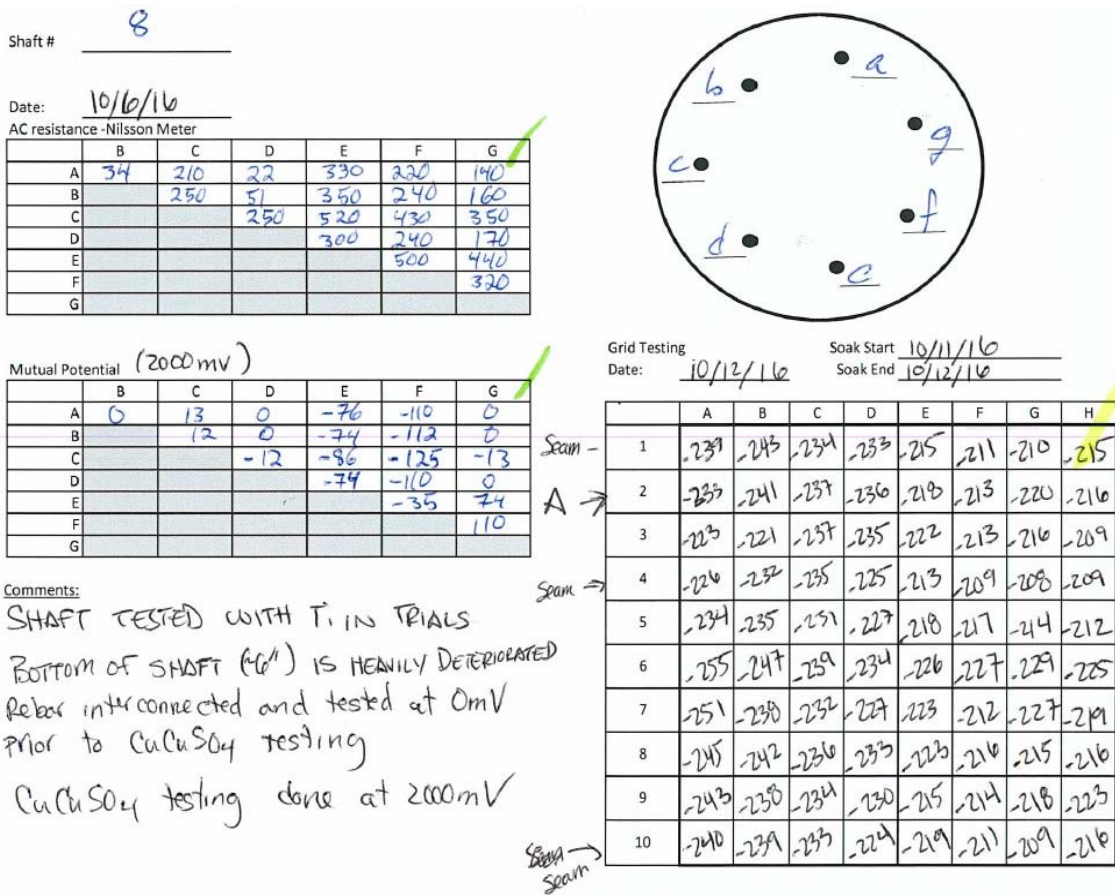 Shaft # 8
Date: 10/6/16
AC resistance -Nilsson Meter
B C D E F G
A 34 210 22 330 220 140
B 250 51 350 240 160
C 250 520 430 350
D 300 240 170
E 500 440
F 320
G
Mutual Potential (2000mv)
B C D E F G
A 0 13 0 -76 -110 0
B 12 0 -74 -112 0
C -12 -86 -125 -13
D -74 -110 0
E -35 74
F 110
G
Comments:
SHAFT TESTED WITH Ti IN TRIALS
BOTTOM OF SHAFT (~6") IS HEAVILY DETERIORATED
Rebar interconnected and tested at 0mV
Prior to CuCuSO4 testing
CuCuSO4 testing done at 2000mV
a
b
g
c
f
d
e
Grid Testing
Date: 10/12/16
Soak Start 10/11/16
Soak End 10/12/16
A B C D E F G H
Seam - 1 -239 -243 -234 -233 -215 -211 -210 -215
A → 2 -233 -241 -237 -236 -218 -213 -220 -216
3 -223 -221 -237 -235 -222 -213 -216 -209
Seam → 4 -226 -232 -235 -225 -213 -209 -208 -209
5 -234 -235 -251 -227 -218 -217 -214 -212
6 -255 -247 -239 -234 -226 -227 -229 -225
7 -251 -238 -232 -227 -223 -212 -227 -219
8 -245 -242 -236 -233 -223 -216 -215 -216
9 -243 -238 -234 -230 -215 -214 -218 -223
→ 10 -240 -239 -233 -224 -219 -211 -209 -216
Seam